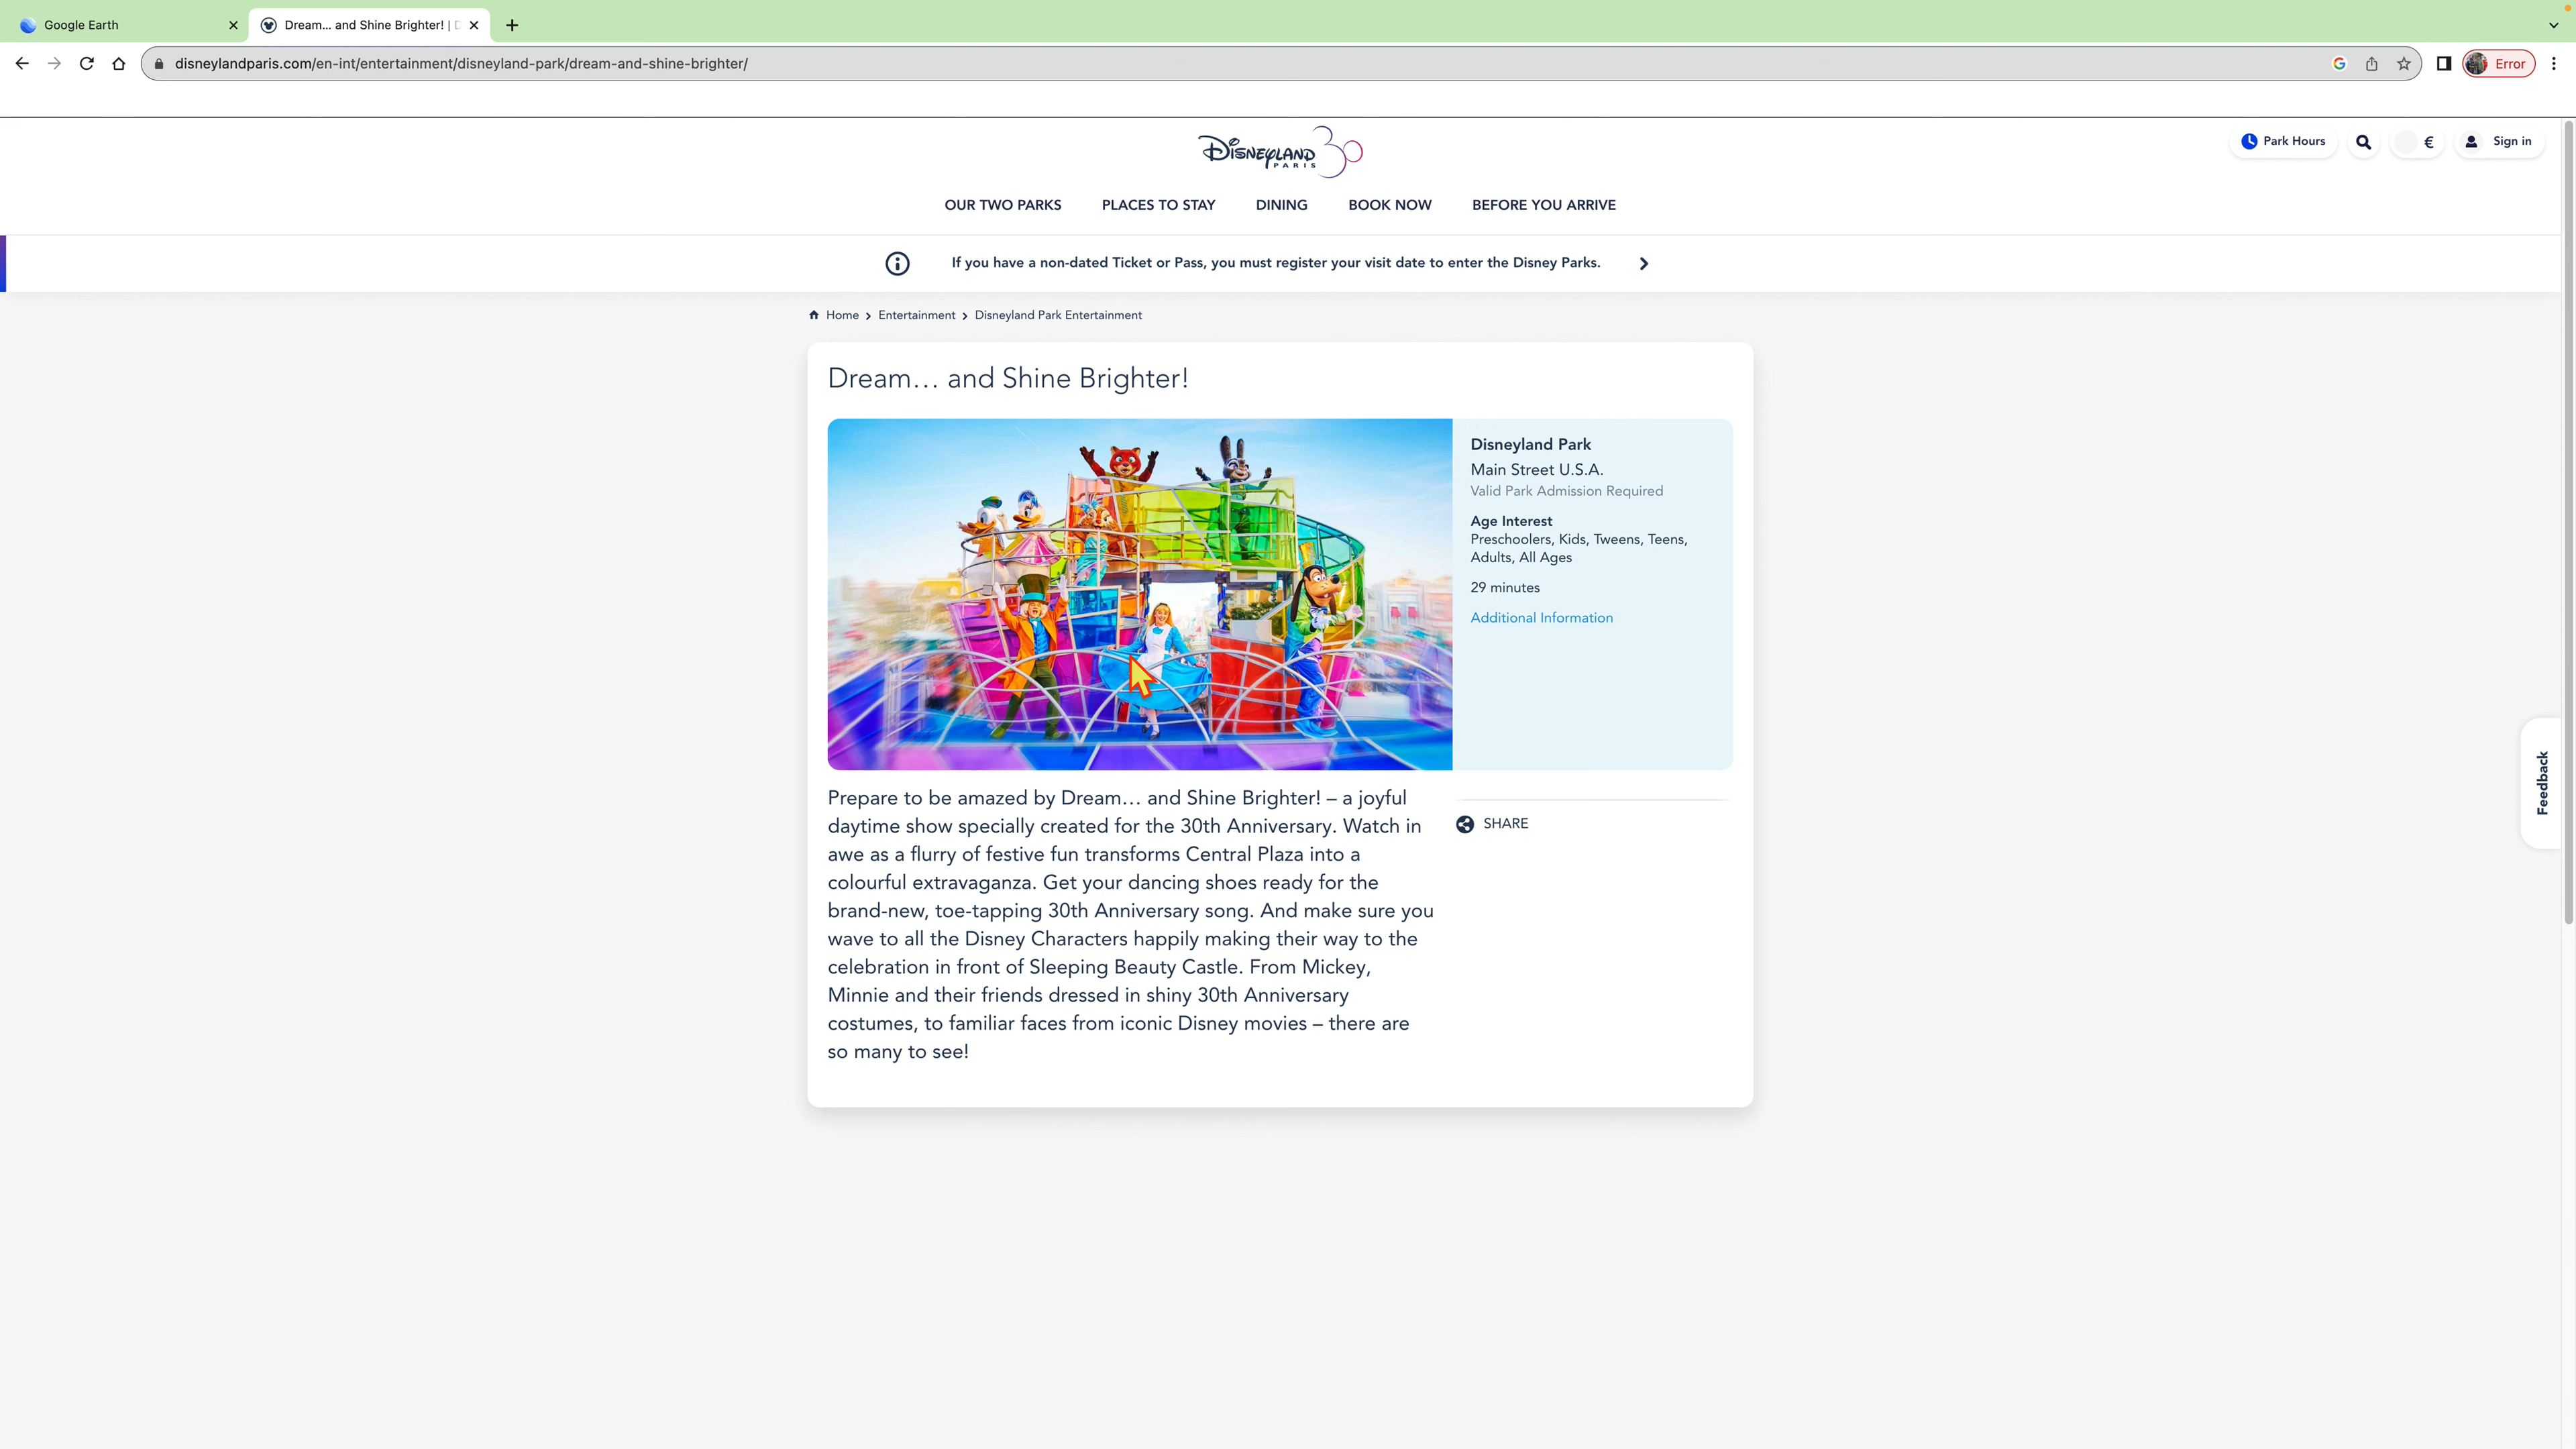 Google Earth
Dream... and Shine Brighter! | D
disneylandparis.com/en-int/entertainment/disneyland-park/dream-and-shine-brighter/
Error
DISNEYLAND PARIS 30
Park Hours
€
Sign in
OUR TWO PARKS
PLACES TO STAY
DINING
BOOK NOW
BEFORE YOU ARRIVE
If you have a non-dated Ticket or Pass, you must register your visit date to enter the Disney Parks.
Home
Entertainment
Disneyland Park Entertainment
Dream… and Shine Brighter!
Disneyland Park
Main Street U.S.A.
Valid Park Admission Required
Age Interest
Preschoolers, Kids, Tweens, Teens,
Adults, All Ages
29 minutes
Additional Information
Prepare to be amazed by Dream… and Shine Brighter! – a joyful
daytime show specially created for the 30th Anniversary. Watch in
awe as a flurry of festive fun transforms Central Plaza into a
colourful extravaganza. Get your dancing shoes ready for the
brand-new, toe-tapping 30th Anniversary song. And make sure you
wave to all the Disney Characters happily making their way to the
celebration in front of Sleeping Beauty Castle. From Mickey,
Minnie and their friends dressed in shiny 30th Anniversary
costumes, to familiar faces from iconic Disney movies – there are
so many to see!
SHARE
Feedback